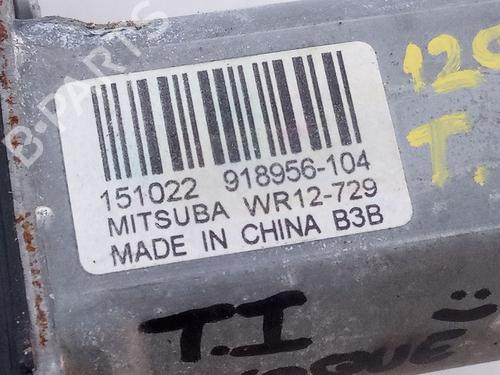 B-PARTS
151022 918956-104
MITSUBA WR12-729
MADE IN CHINA B3B
T.
T.I